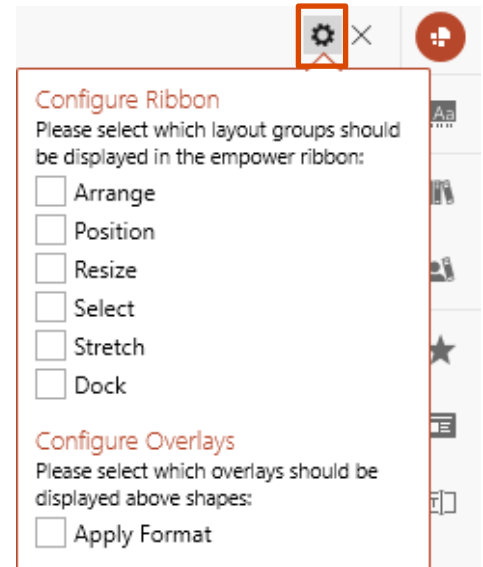 Configure Ribbon
Please select which layout groups should
be displayed in the empower ribbon:
Arrange
Position
Resize
Select
Stretch
Dock
Configure Overlays
Please select which overlays should be
displayed above shapes:
Apply Format
Aa
T